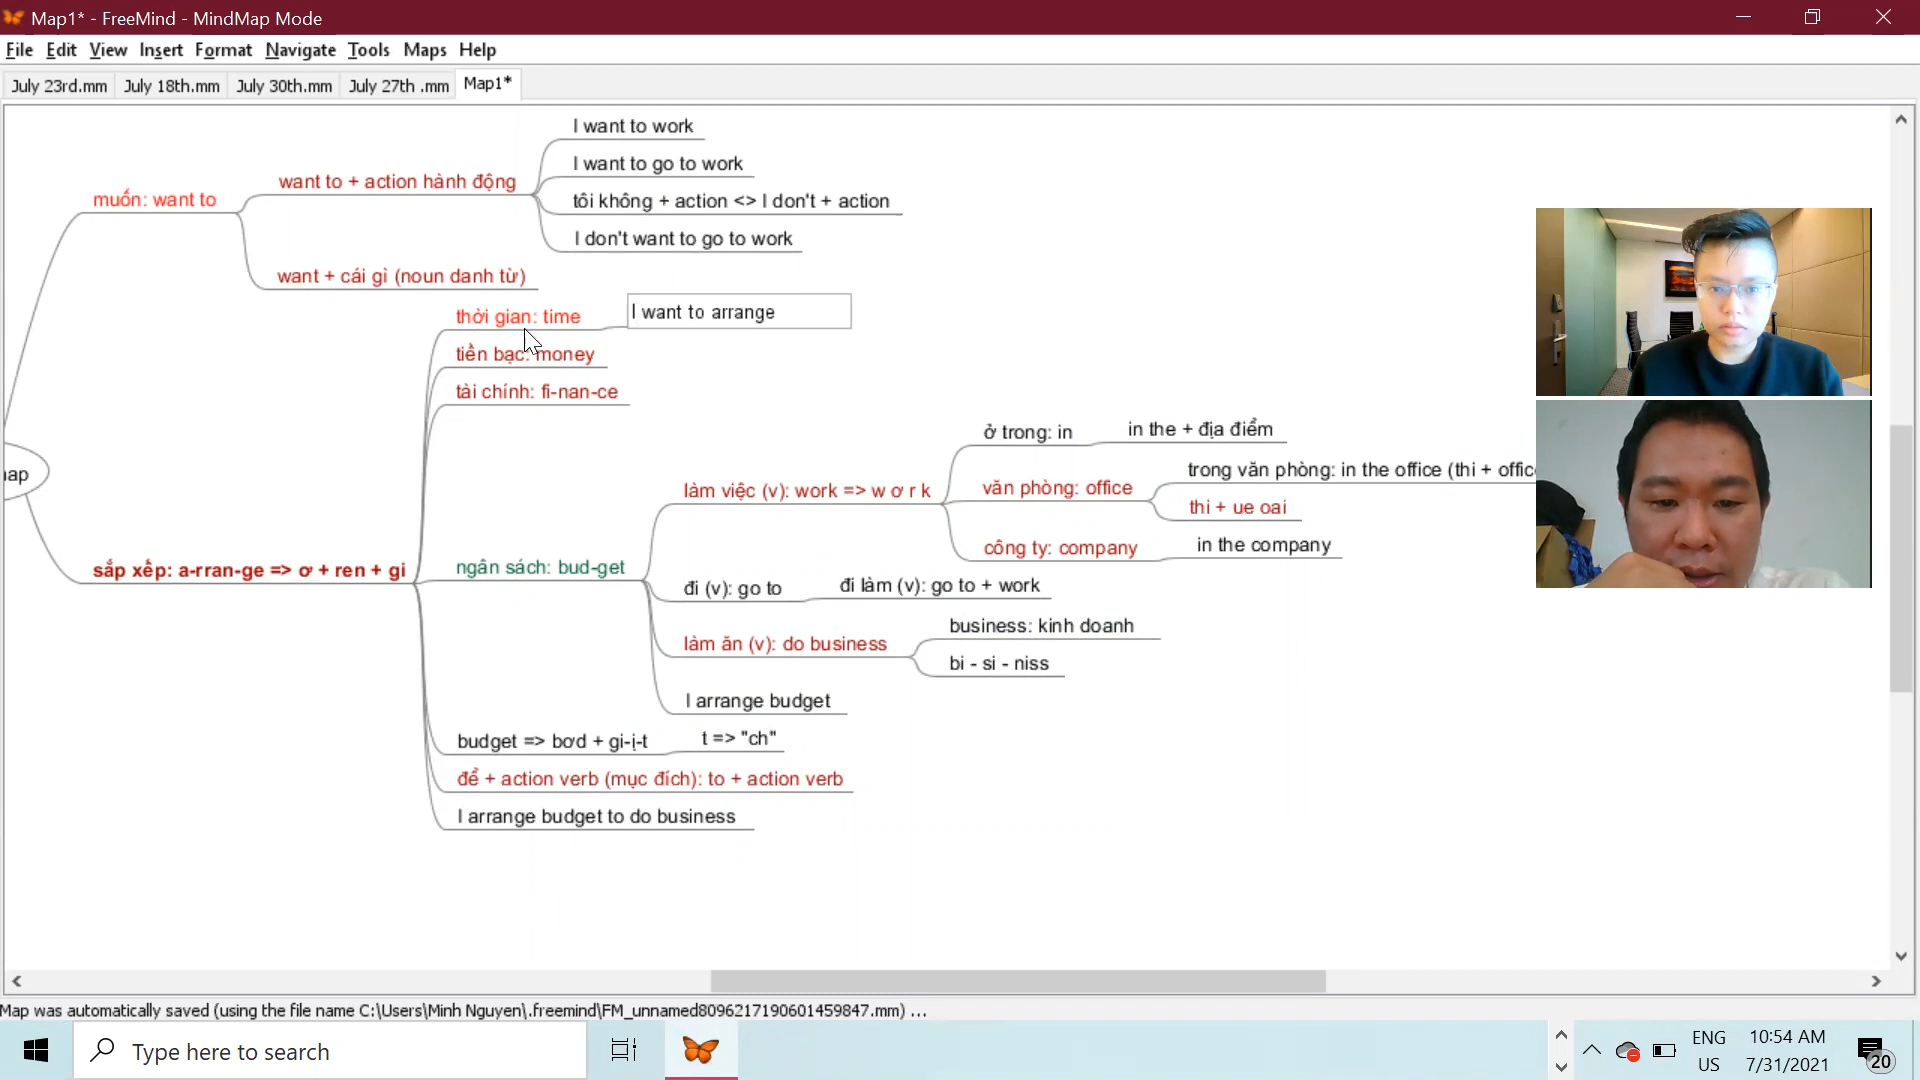 Map1* - FreeMind - MindMap Mode
File Edit View Insert Format Navigate Tools Maps Help
July 23rd.mm July 18th.mm July 30th.mm July 27th .mm Map1*
I want to work
I want to go to work
muốn: want to
want to + action hành động
tôi không + action <> I don't + action
I don't want to go to work
want + cái gì (noun danh từ)
thời gian: time
I want to arrange
tiền bạc: money
tài chính: fi-nan-ce
ở trong: in
in the + địa điểm
làm việc (v): work => w ơ r k
văn phòng: office
trong văn phòng: in the office (thi + offic
thi + ue oai
công ty: company
in the company
sắp xếp: a-rran-ge => ơ + ren + gi
ngân sách: bud-get
đi (v): go to
đi làm (v): go to + work
làm ăn (v): do business
business: kinh doanh
bi - si - niss
I arrange budget
budget => bơd + gi-ị-t
t => "ch"
để + action verb (mục đích): to + action verb
I arrange budget to do business
Map was automatically saved (using the file name C:\Users\Minh Nguyen\.freemind\FM_unnamed8096217190601459847.mm) ...
Type here to search
ENG
US
10:54 AM
7/31/2021
20